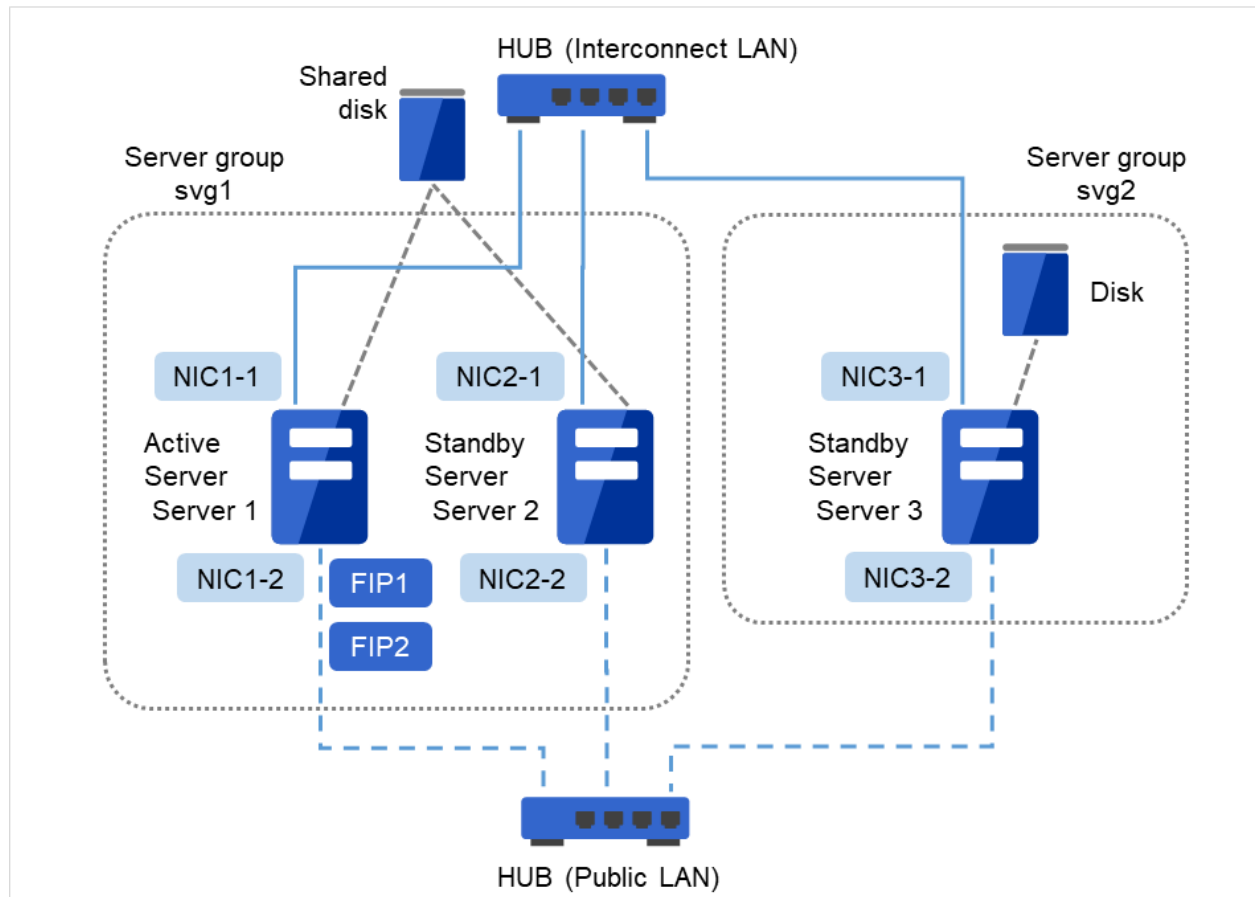 HUB (Interconnect LAN)
Shared
disk
Server group
svg1
Server group
svg2
Disk
NIC1-1
NIC2-1
NIC3-1
Active
Server
Server 1
Standby
Server
Server 2
Standby
Server
Server 3
NIC1-2
FIP1
NIC2-2
NIC3-2
FIP2
HUB (Public LAN)